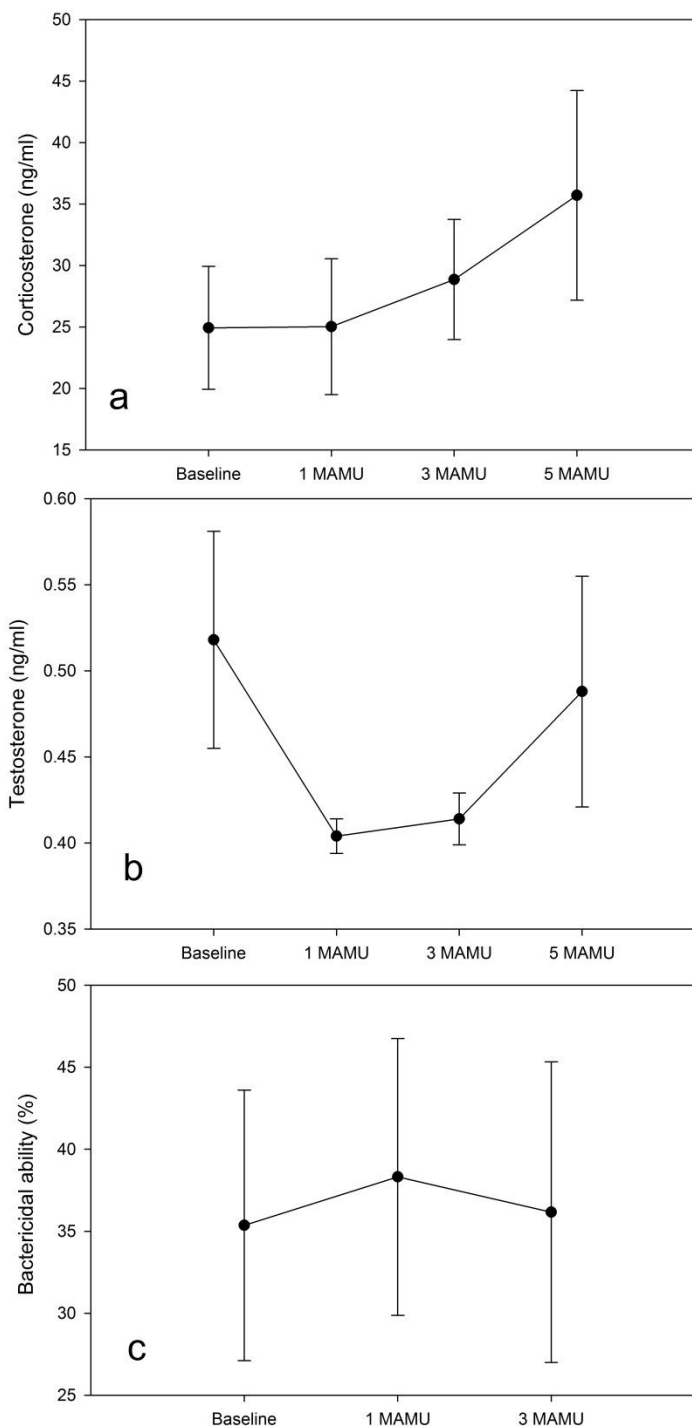 50
45
40
35
30
25
20
15
Corticosterone (ng/ml)
a
Baseline 1 MAMU 3 MAMU 5 MAMU
0.60
0.55
0.50
0.45
0.40
0.35
Testosterone (ng/ml)
b
Baseline 1 MAMU 3 MAMU 5 MAMU
50
45
40
35
30
25
Bactericidal ability (%)
c
Baseline 1 MAMU 3 MAMU